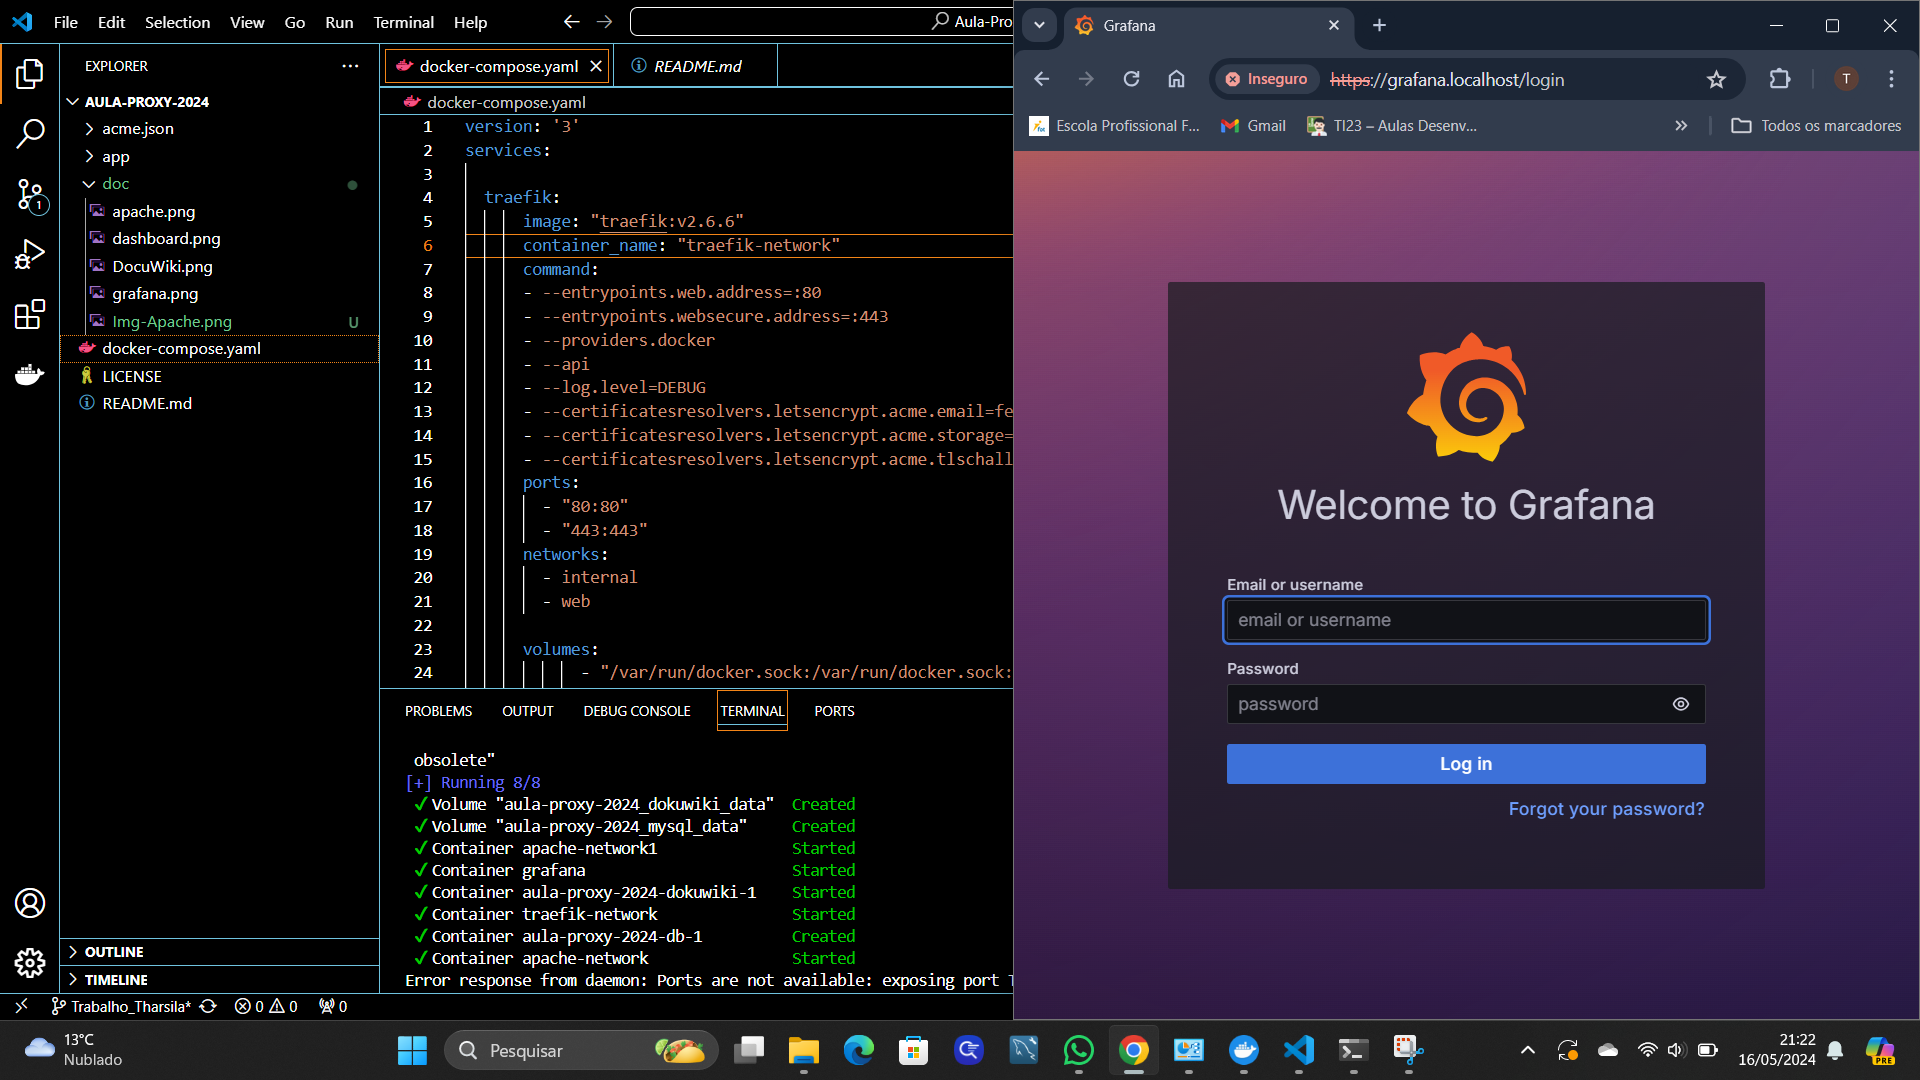 File Edit Selection View Go Run Terminal Help
Aula-Pro
EXPLORER
AULA-PROXY-2024
acme.json
app
doc
apache.png
dashboard.png
DocuWiki.png
grafana.png
Img-Apache.png U
docker-compose.yaml
LICENSE
README.md
OUTLINE
TIMELINE
1
docker-compose.yaml
README.md
docker-compose.yaml
1 version: '3'
2 services:
3
4 traefik:
5 image: "traefik:v2.6.6"
6 container_name: "traefik-network"
7 command:
8 - --entrypoints.web.address=:80
9 - --entrypoints.websecure.address=:443
10 - --providers.docker
11 - --api
12 - --log.level=DEBUG
13 - --certificatesresolvers.letsencrypt.acme.email=fe
14 - --certificatesresolvers.letsencrypt.acme.storage=
15 - --certificatesresolvers.letsencrypt.acme.tlschall
16 ports:
17 - "80:80"
18 - "443:443"
19 networks:
20 - internal
21 - web
22
23 volumes:
24 - "/var/run/docker.sock:/var/run/docker.sock:
PROBLEMS OUTPUT DEBUG CONSOLE TERMINAL PORTS
obsolete"
[+] Running 8/8
✓ Volume "aula-proxy-2024_dokuwiki_data" Created
✓ Volume "aula-proxy-2024_mysql_data" Created
✓ Container apache-network1 Started
✓ Container grafana Started
✓ Container aula-proxy-2024-dokuwiki-1 Started
✓ Container traefik-network Started
✓ Container aula-proxy-2024-db-1 Created
✓ Container apache-network Started
Error response from daemon: Ports are not available: exposing port
Trabalho_Tharsila* 0 0 0
Grafana
Inseguro https://grafana.localhost/login
T
Escola Profissional F... Gmail TI23 – Aulas Desenv... Todos os marcadores
Welcome to Grafana
Email or username
email or username
Password
password
Log in
Forgot your password?
13°C
Nublado
Pesquisar
21:22
16/05/2024
PRE